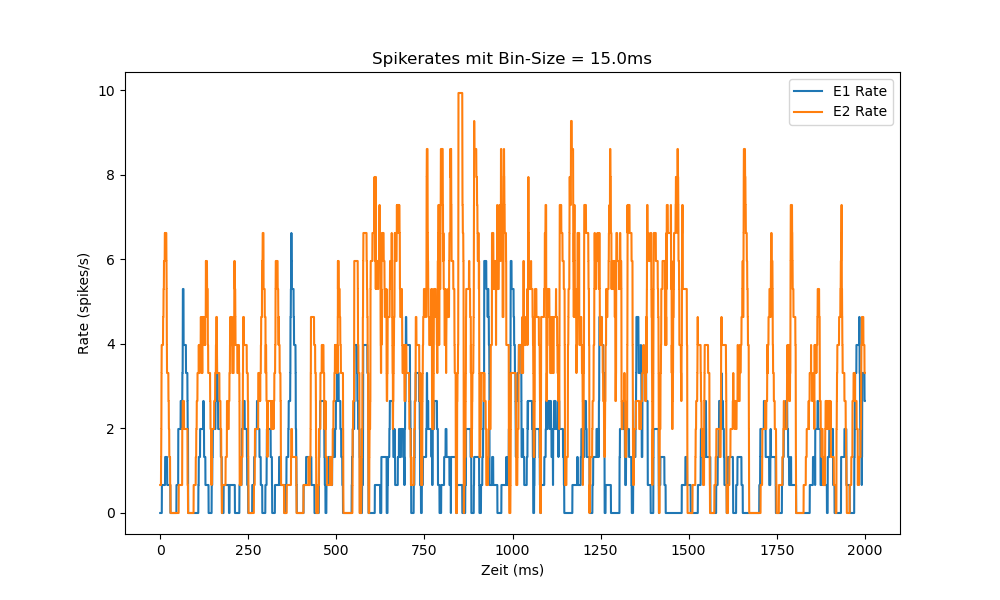 Spikerates mit Bin-Size = 15.0ms
E1 Rate
E2 Rate
10
8
6
4
2
0
Rate (spikes/s)
0 250 500 750 1000 1250 1500 1750 2000
Zeit (ms)